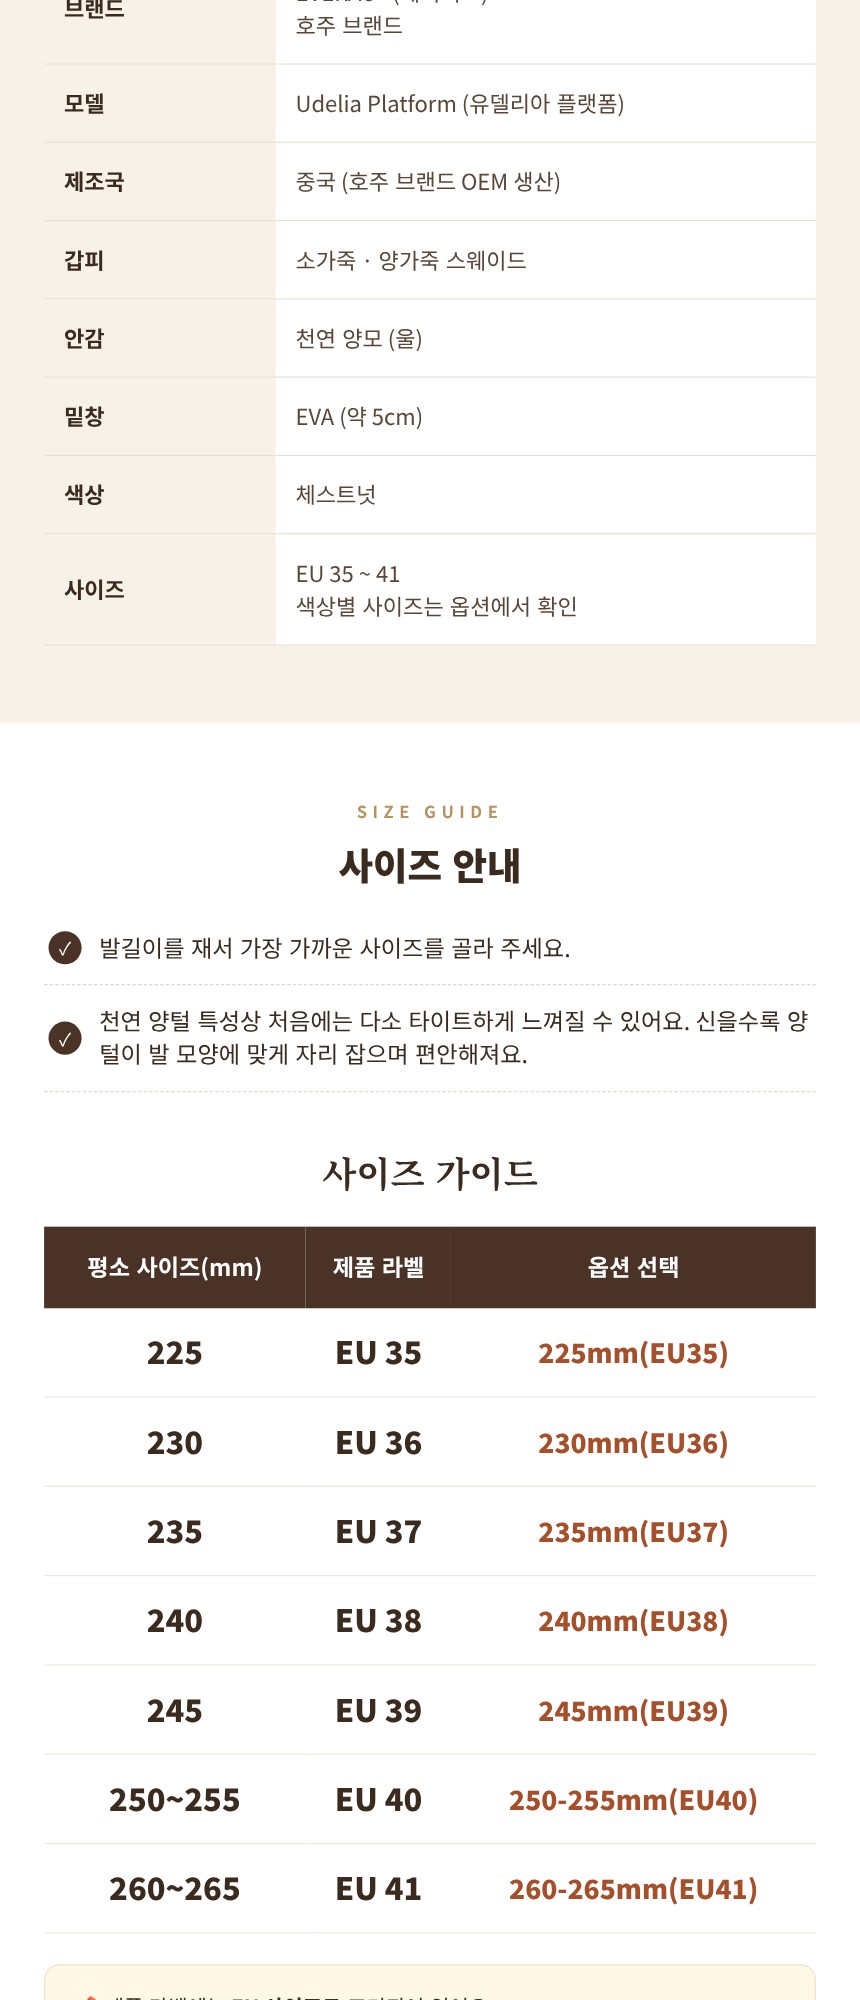 브랜드
호주 브랜드
모델
Udelia Platform (유델리아 플랫폼)
제조국
중국 (호주 브랜드 OEM 생산)
갑피
소가죽 · 양가죽 스웨이드
안감
천연 양모 (울)
밑창
EVA (약 5cm)
색상
체스트넛
사이즈
EU 35 ~ 41
색상별 사이즈는 옵션에서 확인
SIZE GUIDE
사이즈 안내
발길이를 재서 가장 가까운 사이즈를 골라 주세요.
천연 양털 특성상 처음에는 다소 타이트하게 느껴질 수 있어요. 신을수록 양
털이 발 모양에 맞게 자리 잡으며 편안해져요.
사이즈 가이드
평소 사이즈(mm) 제품 라벨 옵션 선택
225 EU 35 225mm(EU35)
230 EU 36 230mm(EU36)
235 EU 37 235mm(EU37)
240 EU 38 240mm(EU38)
245 EU 39 245mm(EU39)
250~255 EU 40 250-255mm(EU40)
260~265 EU 41 260-265mm(EU41)